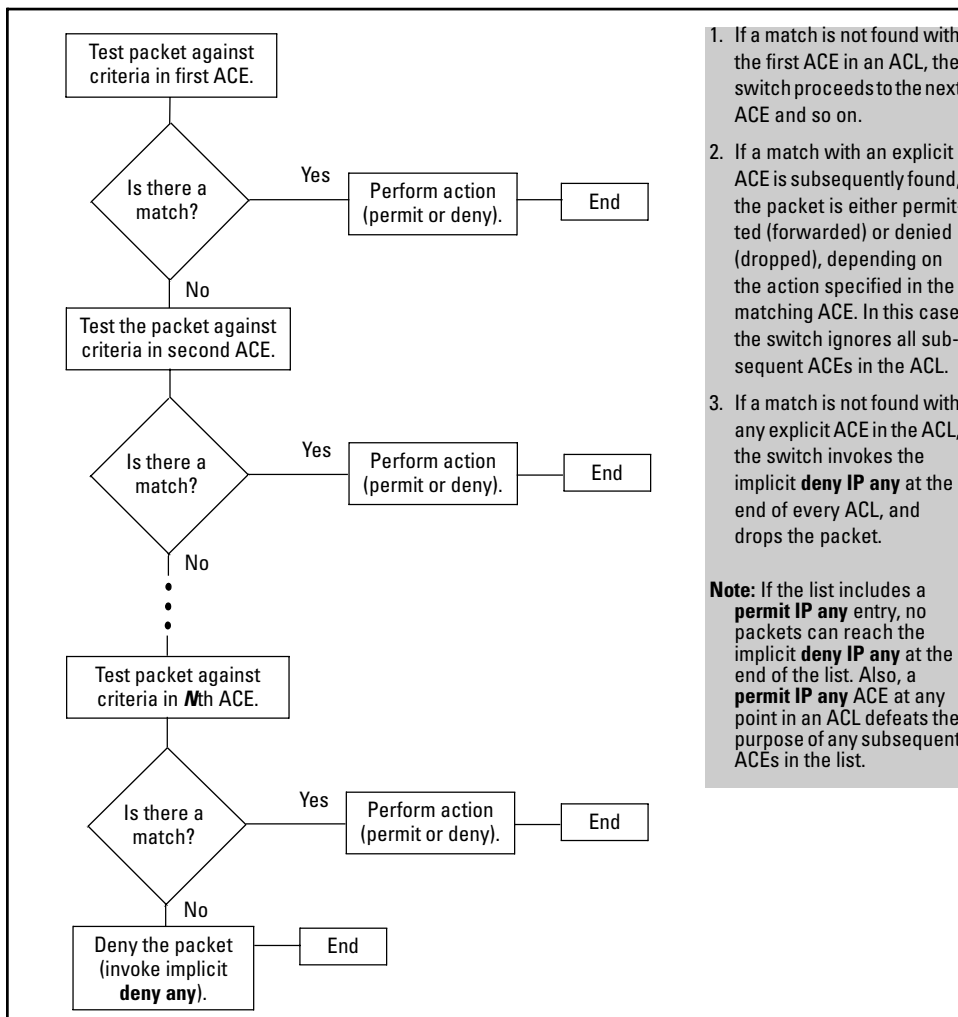 Test packet against
criteria in first ACE.
Is there a
match?
Yes
Perform action
(permit or deny).
End
No
Test the packet against
criteria in second ACE.
Is there a
match?
Yes
Perform action
(permit or deny).
End
No
Test packet against
criteria in Nth ACE.
Is there a
match?
Yes
Perform action
(permit or deny).
End
No
Deny the packet
(invoke implicit
deny any).
End
1. If a match is not found with
the first ACE in an ACL, the
switch proceeds to the next
ACE and so on.
2. If a match with an explicit
ACE is subsequently found,
the packet is either permit-
ted (forwarded) or denied
(dropped), depending on
the action specified in the
matching ACE. In this case
the switch ignores all sub-
sequent ACEs in the ACL.
3. If a match is not found with
any explicit ACE in the ACL,
the switch invokes the
implicit deny IP any at the
end of every ACL, and
drops the packet.
Note: If the list includes a
permit IP any entry, no
packets can reach the
implicit deny IP any at the
end of the list. Also, a
permit IP any ACE at any
point in an ACL defeats the
purpose of any subsequent
ACEs in the list.